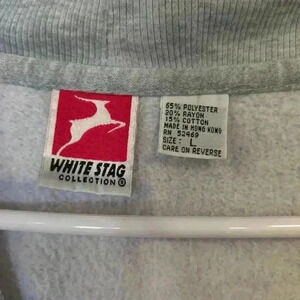 WHITE STAG
COLLECTION ®
65% POLYESTER
20% RAYON
15% COTTON
MADE IN HONG KONG
RN 52469
SIZE: L
CARE ON REVERSE